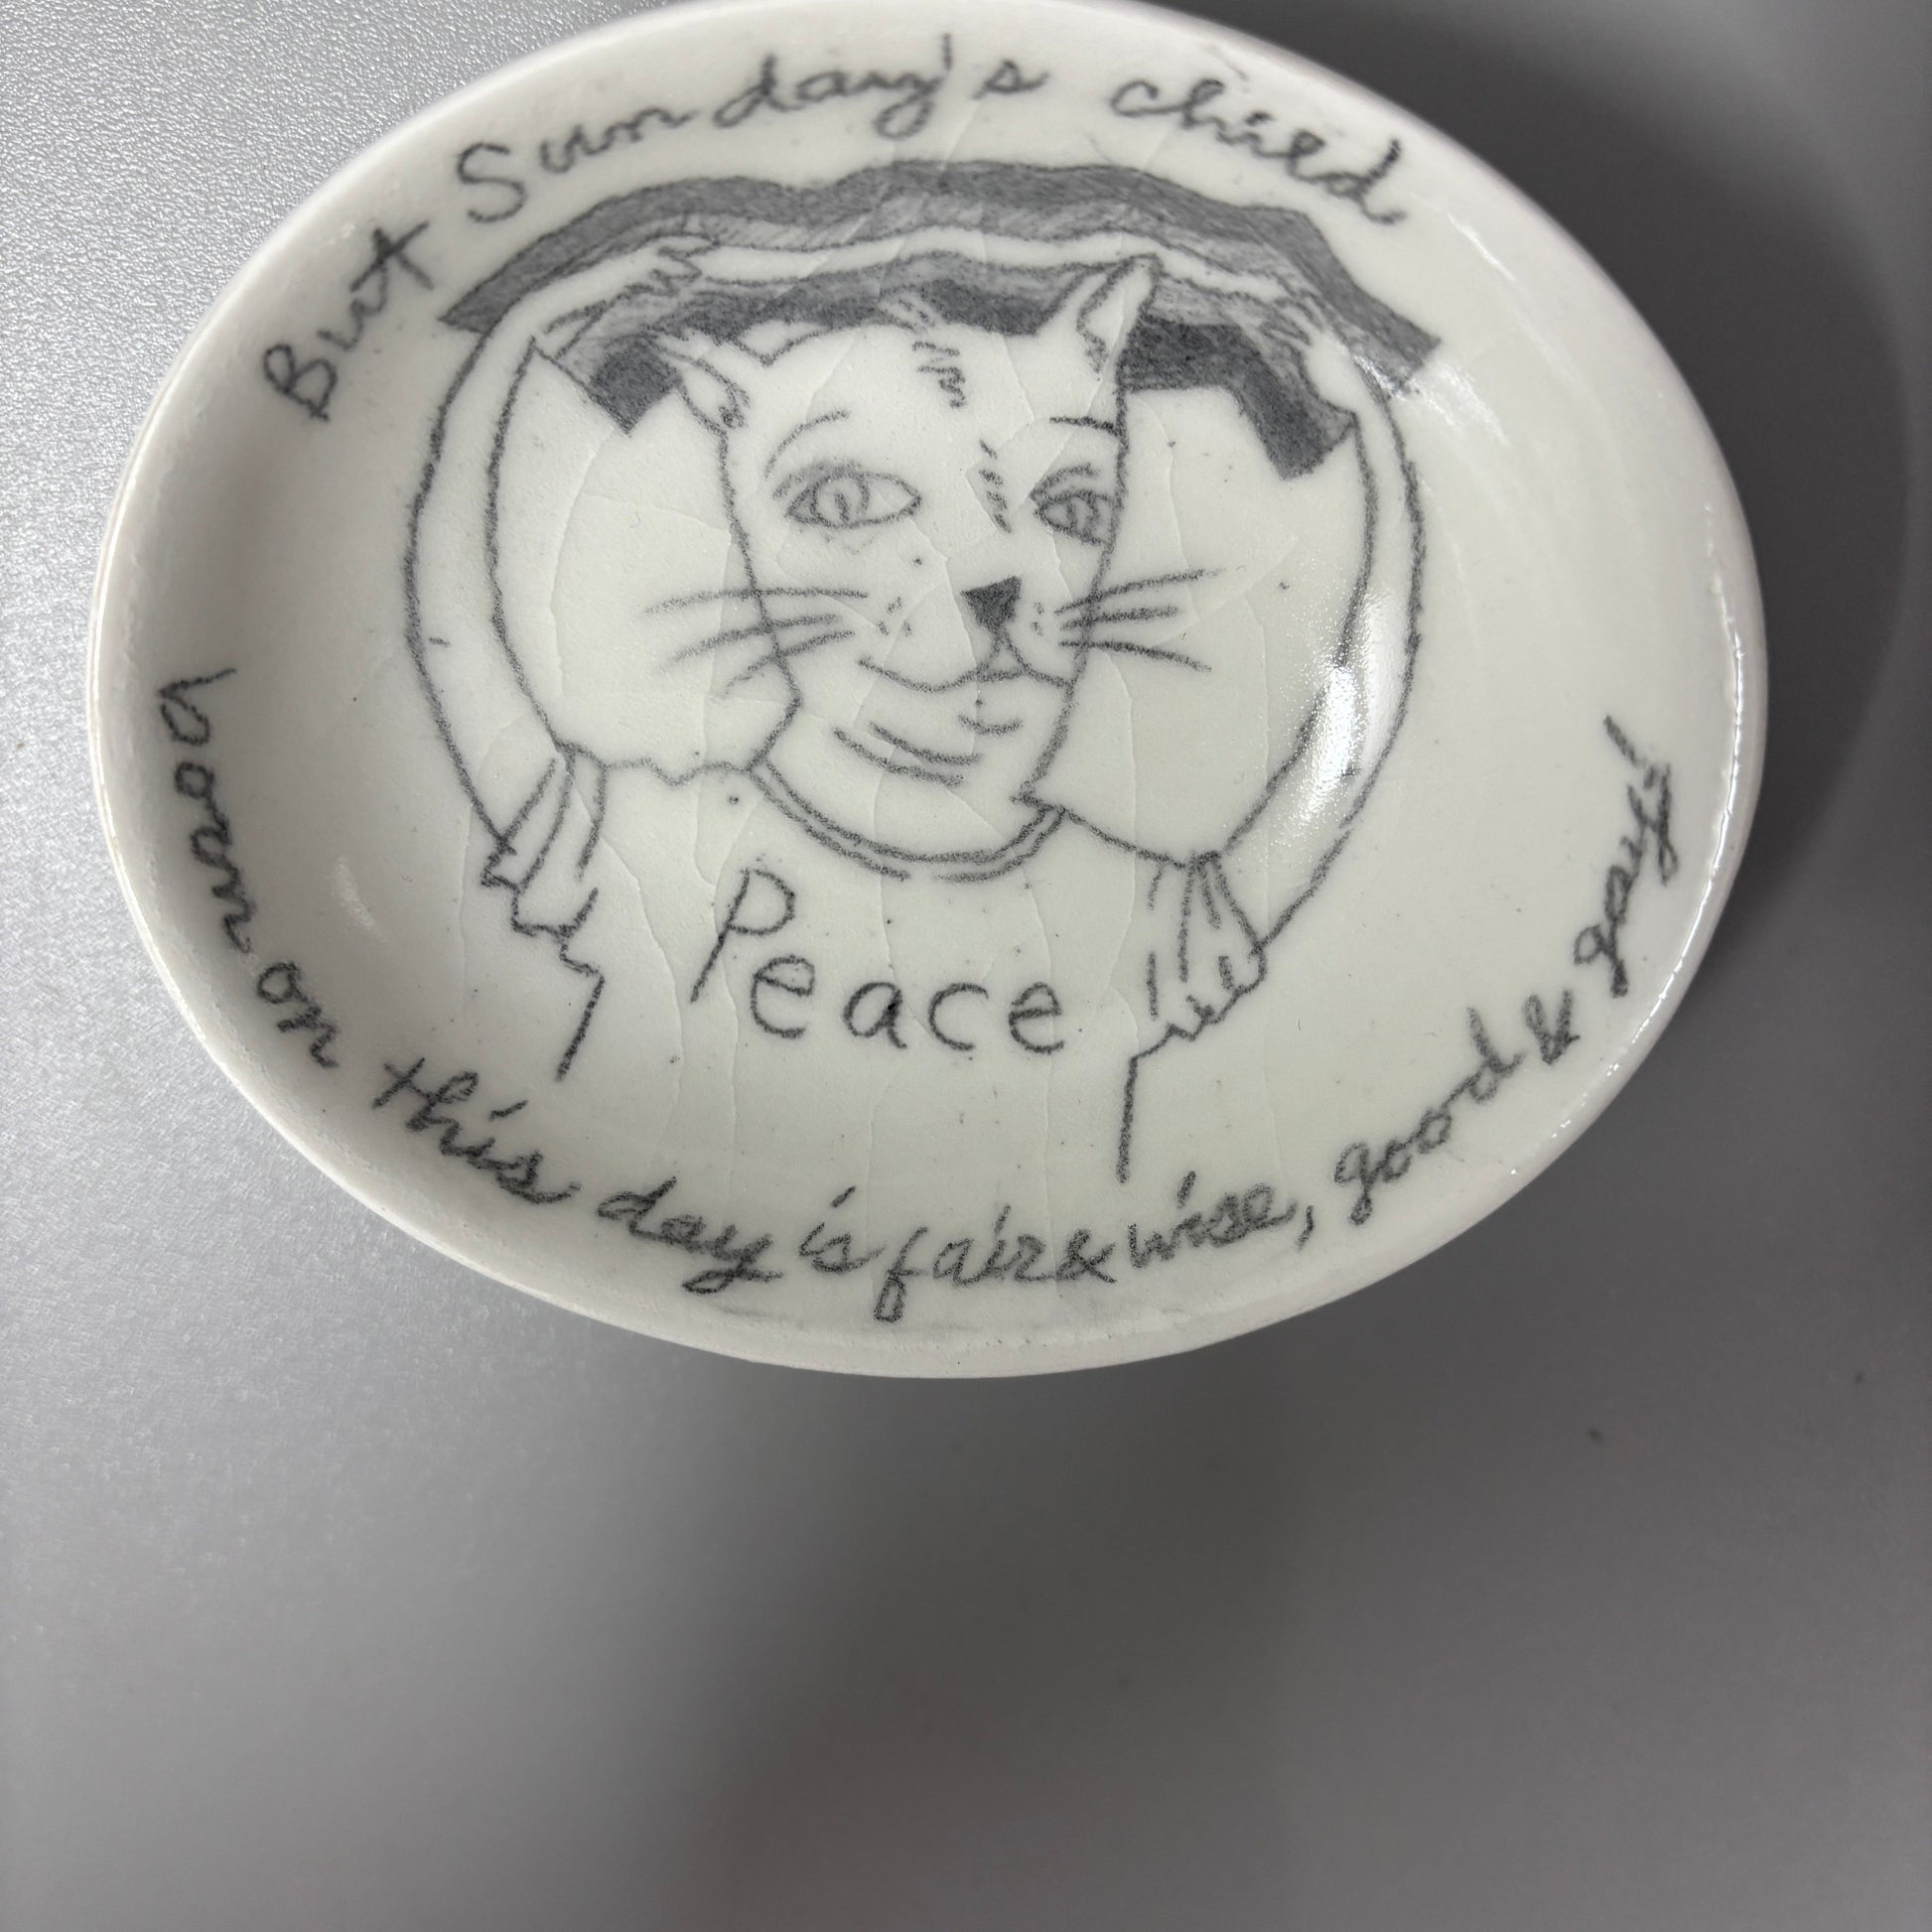 But Sunday's child
Peace
born on this day is fair & wise, good & gay!